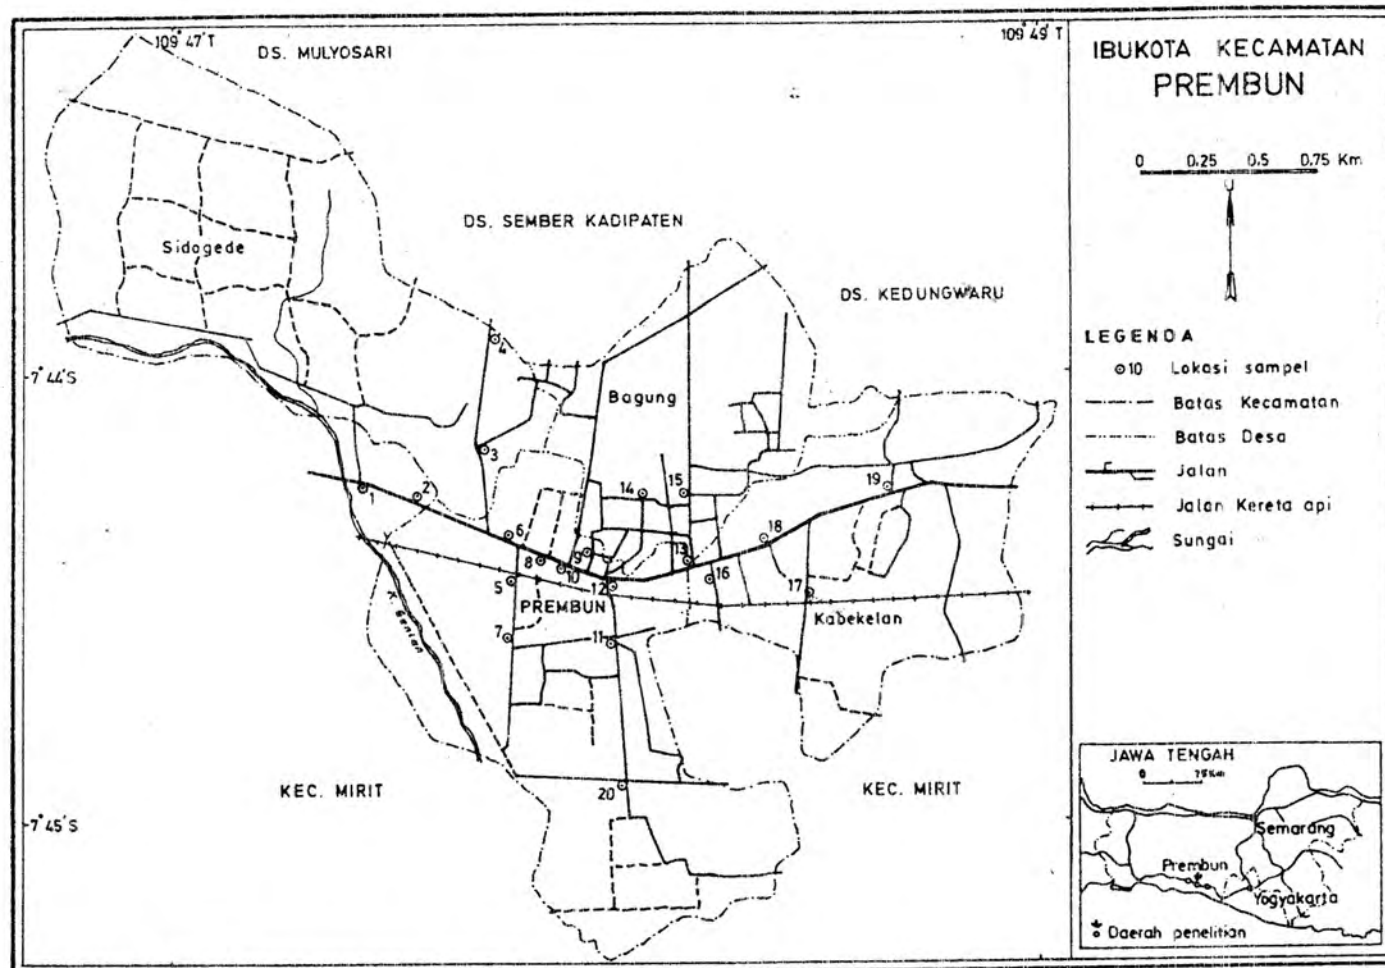 109° 47' T
109° 49' T
DS. MULYOSARI
DS. SEMBER KADIPATEN
Sidogede
DS. KEDUNGWARU
7° 44' S
4
Bagung
3
1
2
14
15
19
6
18
9
8
10
13
5
12
16
17
PREMBUN
Kabekelan
7
11
KEC. MIRIT
KEC. MIRIT
20
7° 45' S
IBUKOTA KECAMATAN
PREMBUN
0 0.25 0.5 0.75 Km
U
LEGENDA
10 Lokasi sampel
Batas Kecamatan
Batas Desa
Jalan
Jalan Kereta api
Sungai
JAWA TENGAH
0 75 Km
Semarang
Prembun
Yogyakarta
Daerah penelitian